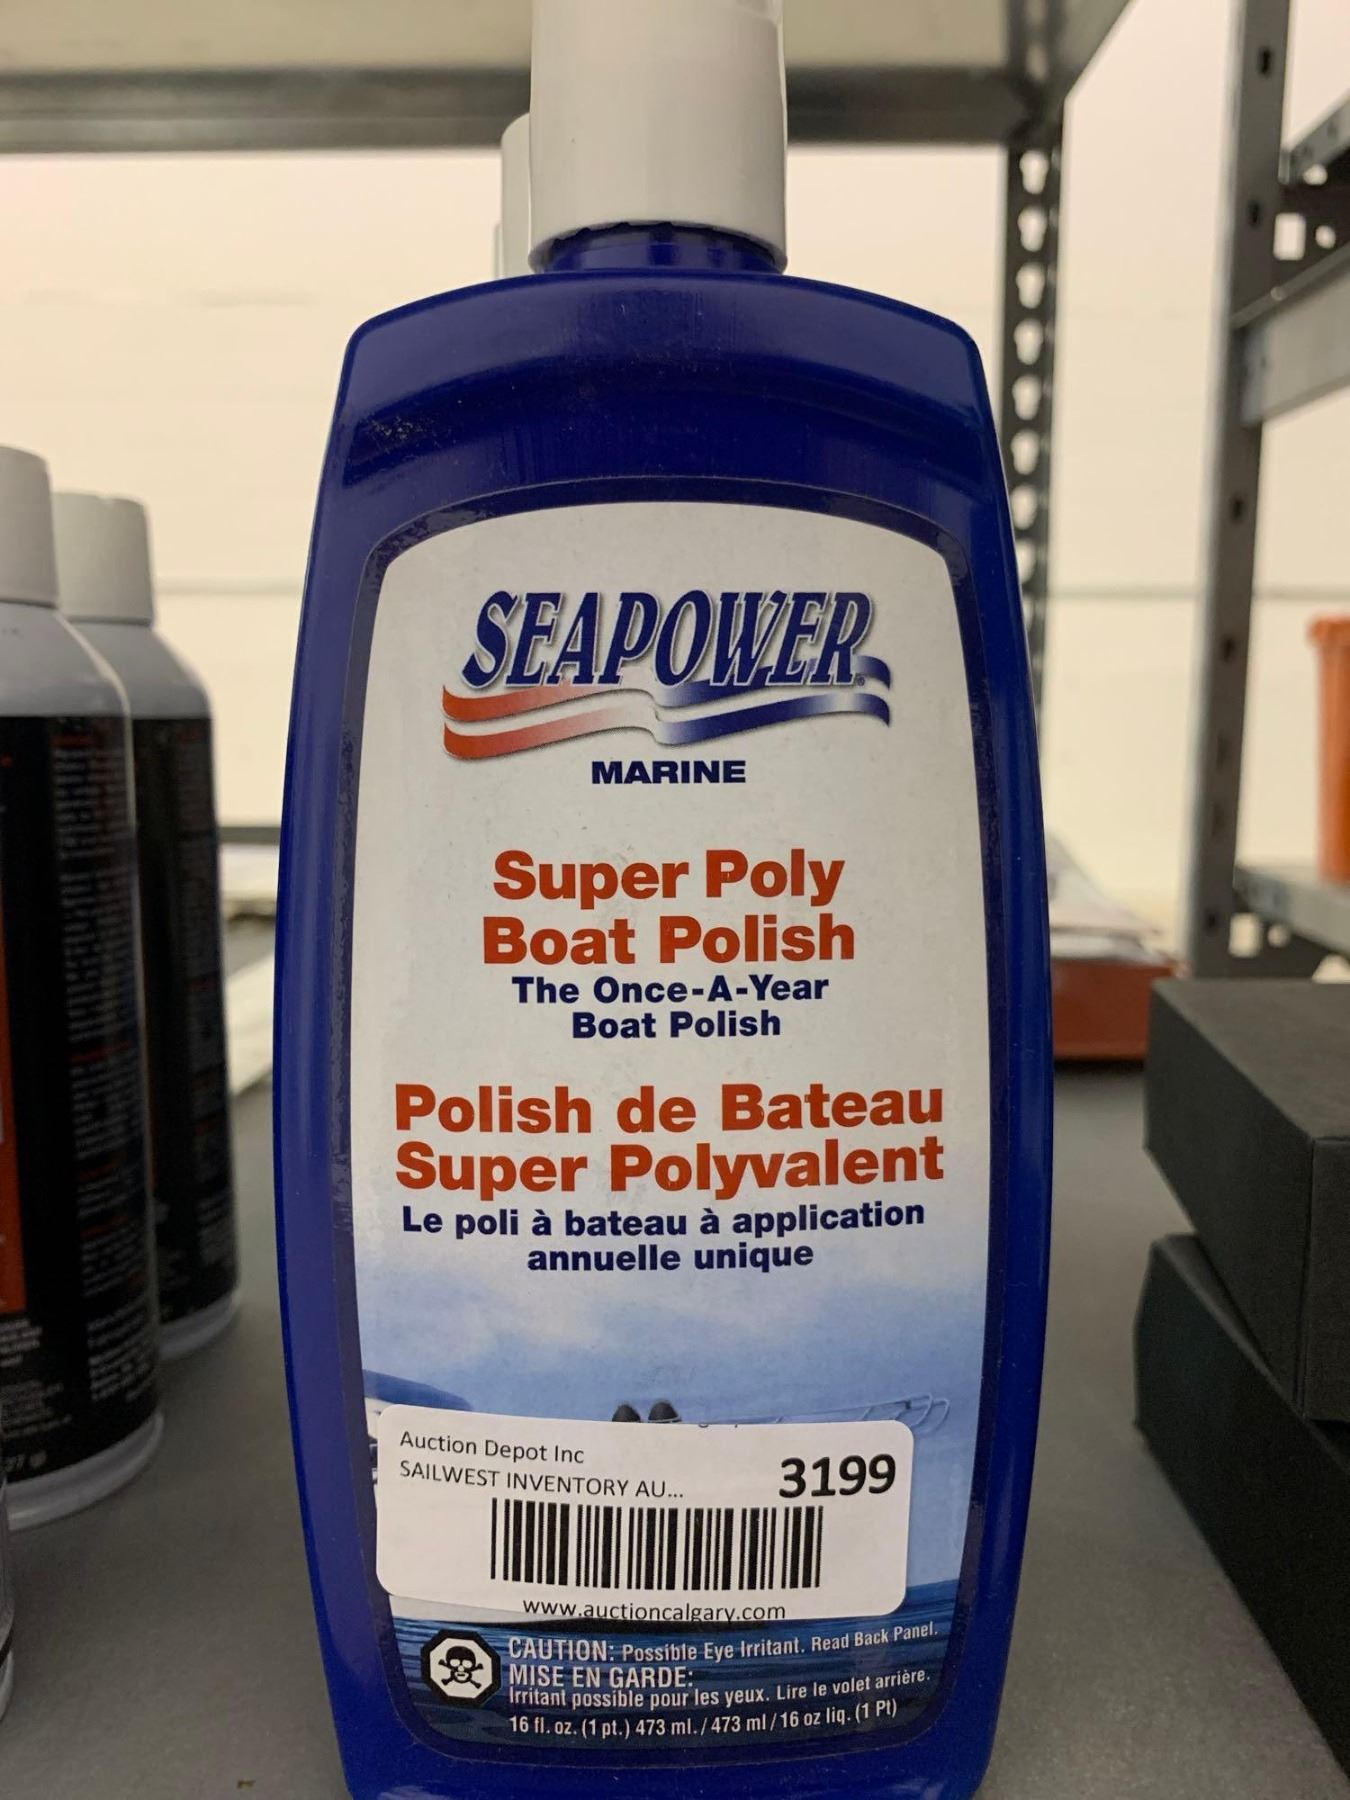 SEAPOWER
MARINE
Super Poly
Boat Polish
The Once-A-Year
Boat Polish
Polish de Bateau
Super Polyvalent
Le poli à bateau à application
annuelle unique
Auction Depot Inc
SAILWEST INVENTORY AU...
3199
www.auctioncalgary.com
CAUTION: Possible Eye Irritant. Read Back Panel.
MISE EN GARDE:
Irritant possible pour les yeux. Lire le volet arrière.
16 fl. oz. (1 pt.) 473 ml. / 473 ml / 16 oz liq. (1 Pt)